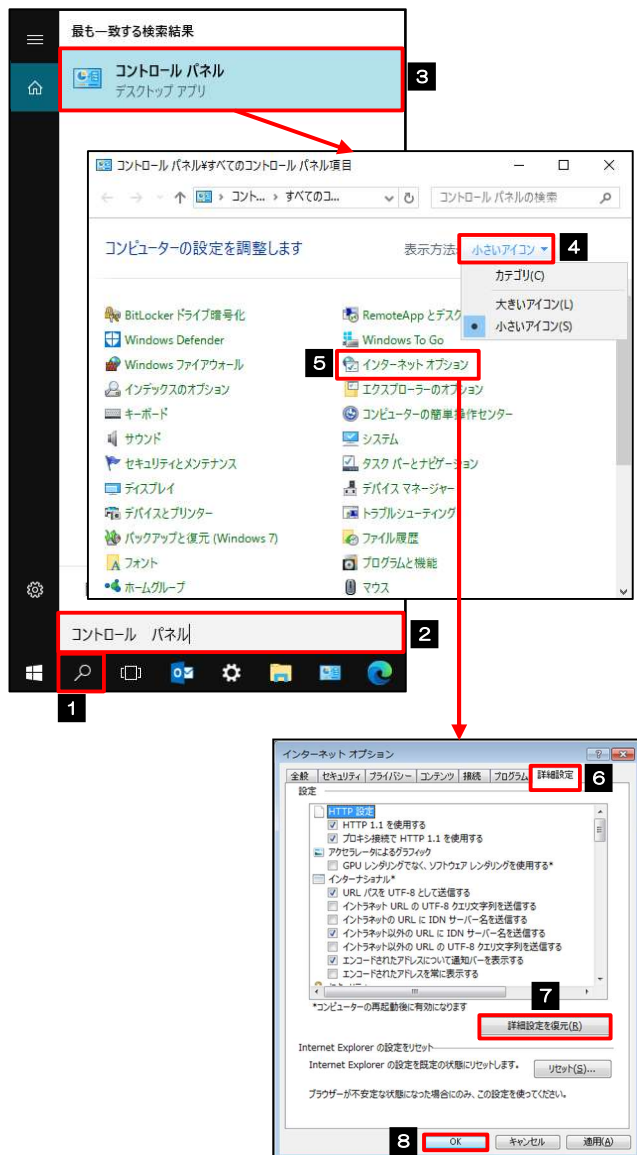 最も一致する検索結果
コントロール パネル
デスクトップ アプリ
3
コントロール パネル¥すべてのコントロール パネル項目
コント... › すべてのコ...
コントロール パネルの検索
コンピューターの設定を調整します
表示方法:
小さいアイコン
4
カテゴリ(C)
大きいアイコン(L)
小さいアイコン(S)
BitLocker ドライブ暗号化
RemoteApp とデスク
Windows Defender
Windows To Go
Windows ファイアウォール
5
インターネット オプション
インデックスのオプション
エクスプローラーのオプション
キーボード
コンピューターの簡単操作センター
サウンド
システム
セキュリティとメンテナンス
タスク バーとナビゲーション
ディスプレイ
デバイス マネージャー
デバイスとプリンター
トラブルシューティング
バックアップと復元 (Windows 7)
ファイル履歴
フォント
プログラムと機能
ホームグループ
マウス
コントロール パネル
2
1
インターネット オプション
全般 セキュリティ プライバシー コンテンツ 接続 プログラム 詳細設定
6
設定
HTTP 設定
HTTP 1.1 を使用する
プロキシ接続で HTTP 1.1 を使用する
アクセラレータによるグラフィック
GPU レンダリングでなく、ソフトウェア レンダリングを使用する*
インターナショナル*
URL パスを UTF-8 として送信する
イントラネット URL の UTF-8 クエリ文字列を送信する
イントラネットの URL に IDN サーバー名を送信する
イントラネット以外の URL に IDN サーバー名を送信する
イントラネット以外の URL の UTF-8 クエリ文字列を送信する
エンコードされたアドレスについて通知バーを表示する
エンコードされたアドレスを常に表示する
*コンピューターの再起動後に有効になります
7
詳細設定を復元(R)
Internet Explorer の設定をリセット
Internet Explorer の設定を既定の状態にリセットします。
リセット(S)...
ブラウザーが不安定な状態になった場合にのみ、この設定を使ってください。
8
OK
キャンセル
適用(A)